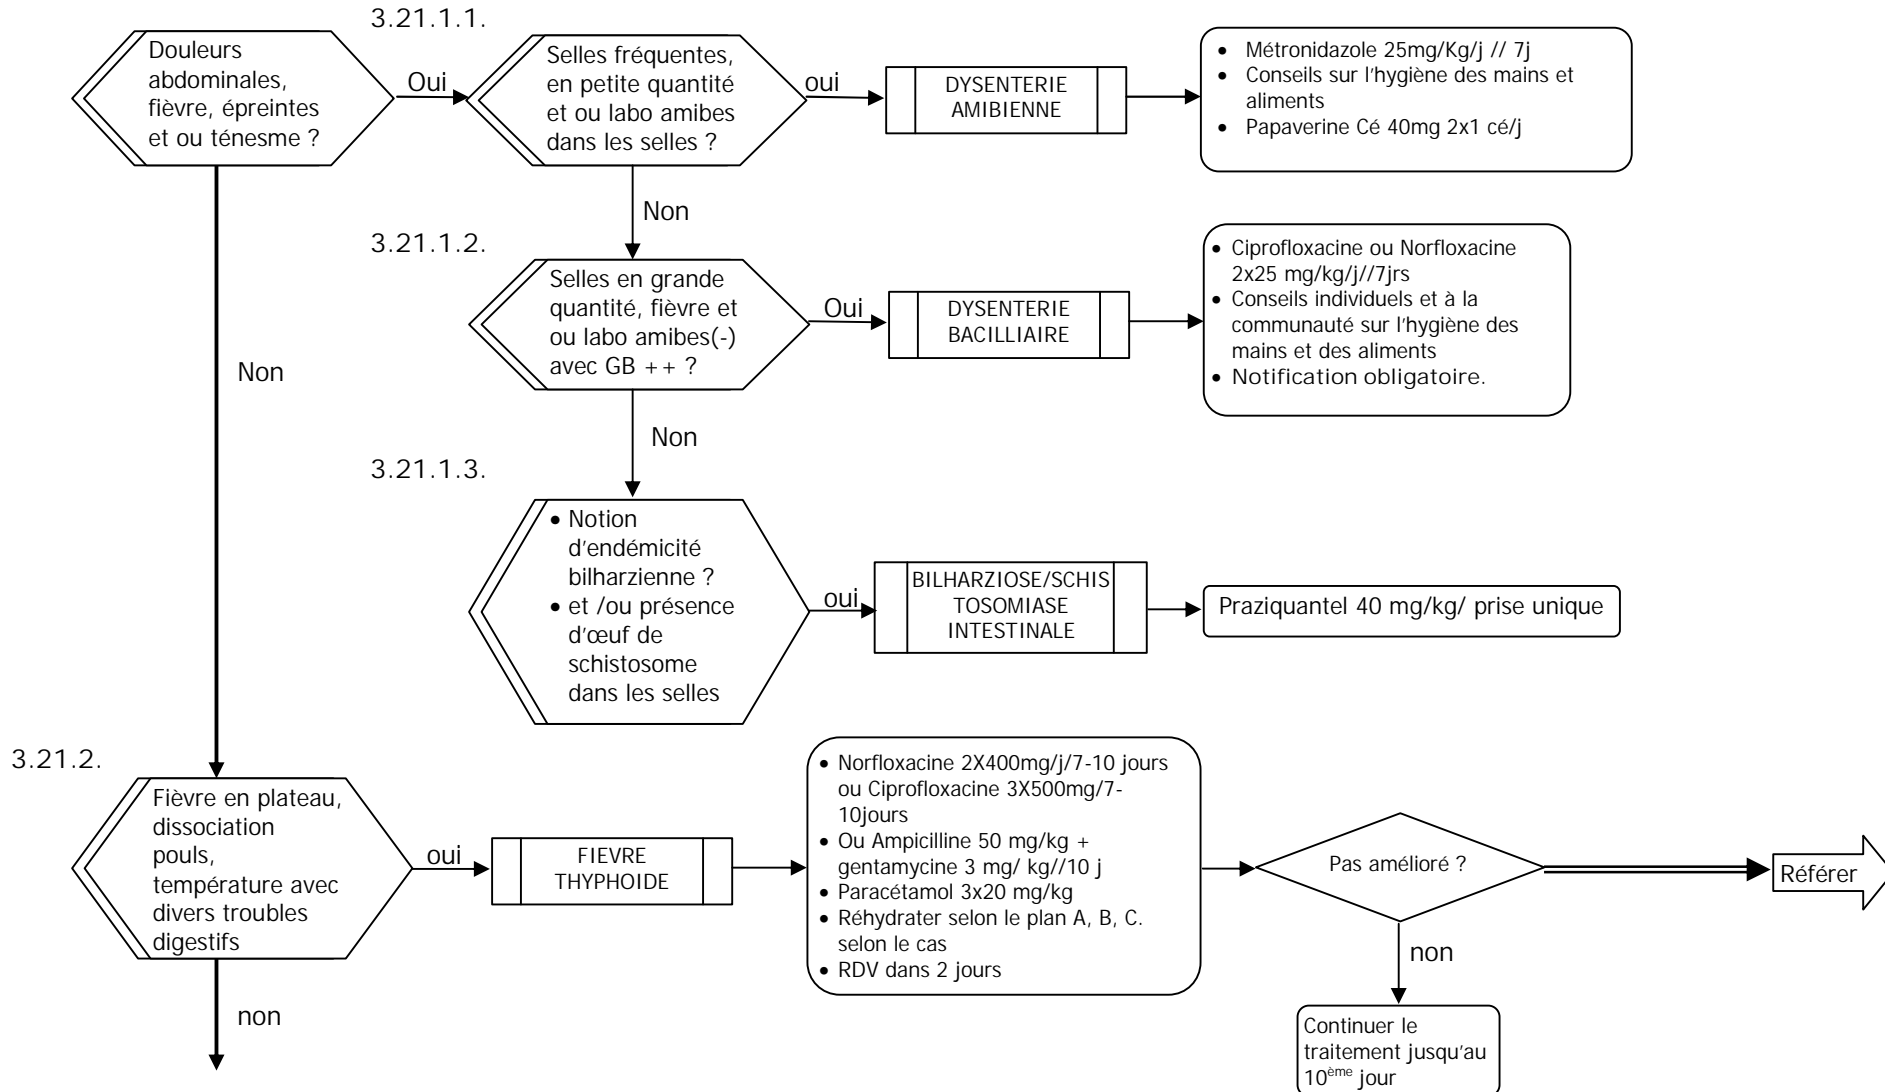 3.21.1.1.
Douleurs
abdominales,
fièvre, épreintes
et ou ténesme ?
Oui
Selles fréquentes,
en petite quantité
et ou labo amibes
dans les selles ?
oui
DYSENTERIE
AMIBIENNE
• Métronidazole 25mg/Kg/j // 7j
• Conseils sur l'hygiène des mains et
aliments
• Papaverine Cé 40mg 2x1 cé/j
Non
3.21.1.2.
Selles en grande
quantité, fièvre et
ou labo amibes(-)
avec GB ++ ?
Oui
DYSENTERIE
BACILLIAIRE
• Ciprofloxacine ou Norfloxacine
2x25 mg/kg/j//7jrs
• Conseils individuels et à la
communauté sur l'hygiène des
mains et des aliments
• Notification obligatoire.
Non
Non
3.21.1.3.
• Notion
d'endémicité
bilharzienne ?
• et /ou présence
d'œuf de
schistosome
dans les selles
oui
BILHARZIOSE/SCHIS
TOSOMIASE
INTESTINALE
Praziquantel 40 mg/kg/ prise unique
3.21.2.
Fièvre en plateau,
dissociation
pouls,
température avec
divers troubles
digestifs
oui
FIEVRE
THYPHOIDE
• Norfloxacine 2X400mg/j/7-10 jours
ou Ciprofloxacine 3X500mg/7-
10jours
• Ou Ampicilline 50 mg/kg +
gentamycine 3 mg/ kg//10 j
• Paracétamol 3x20 mg/kg
• Réhydrater selon le plan A, B, C.
selon le cas
• RDV dans 2 jours
Pas amélioré ?
Référer
non
non
Continuer le
traitement jusqu'au
10ème jour